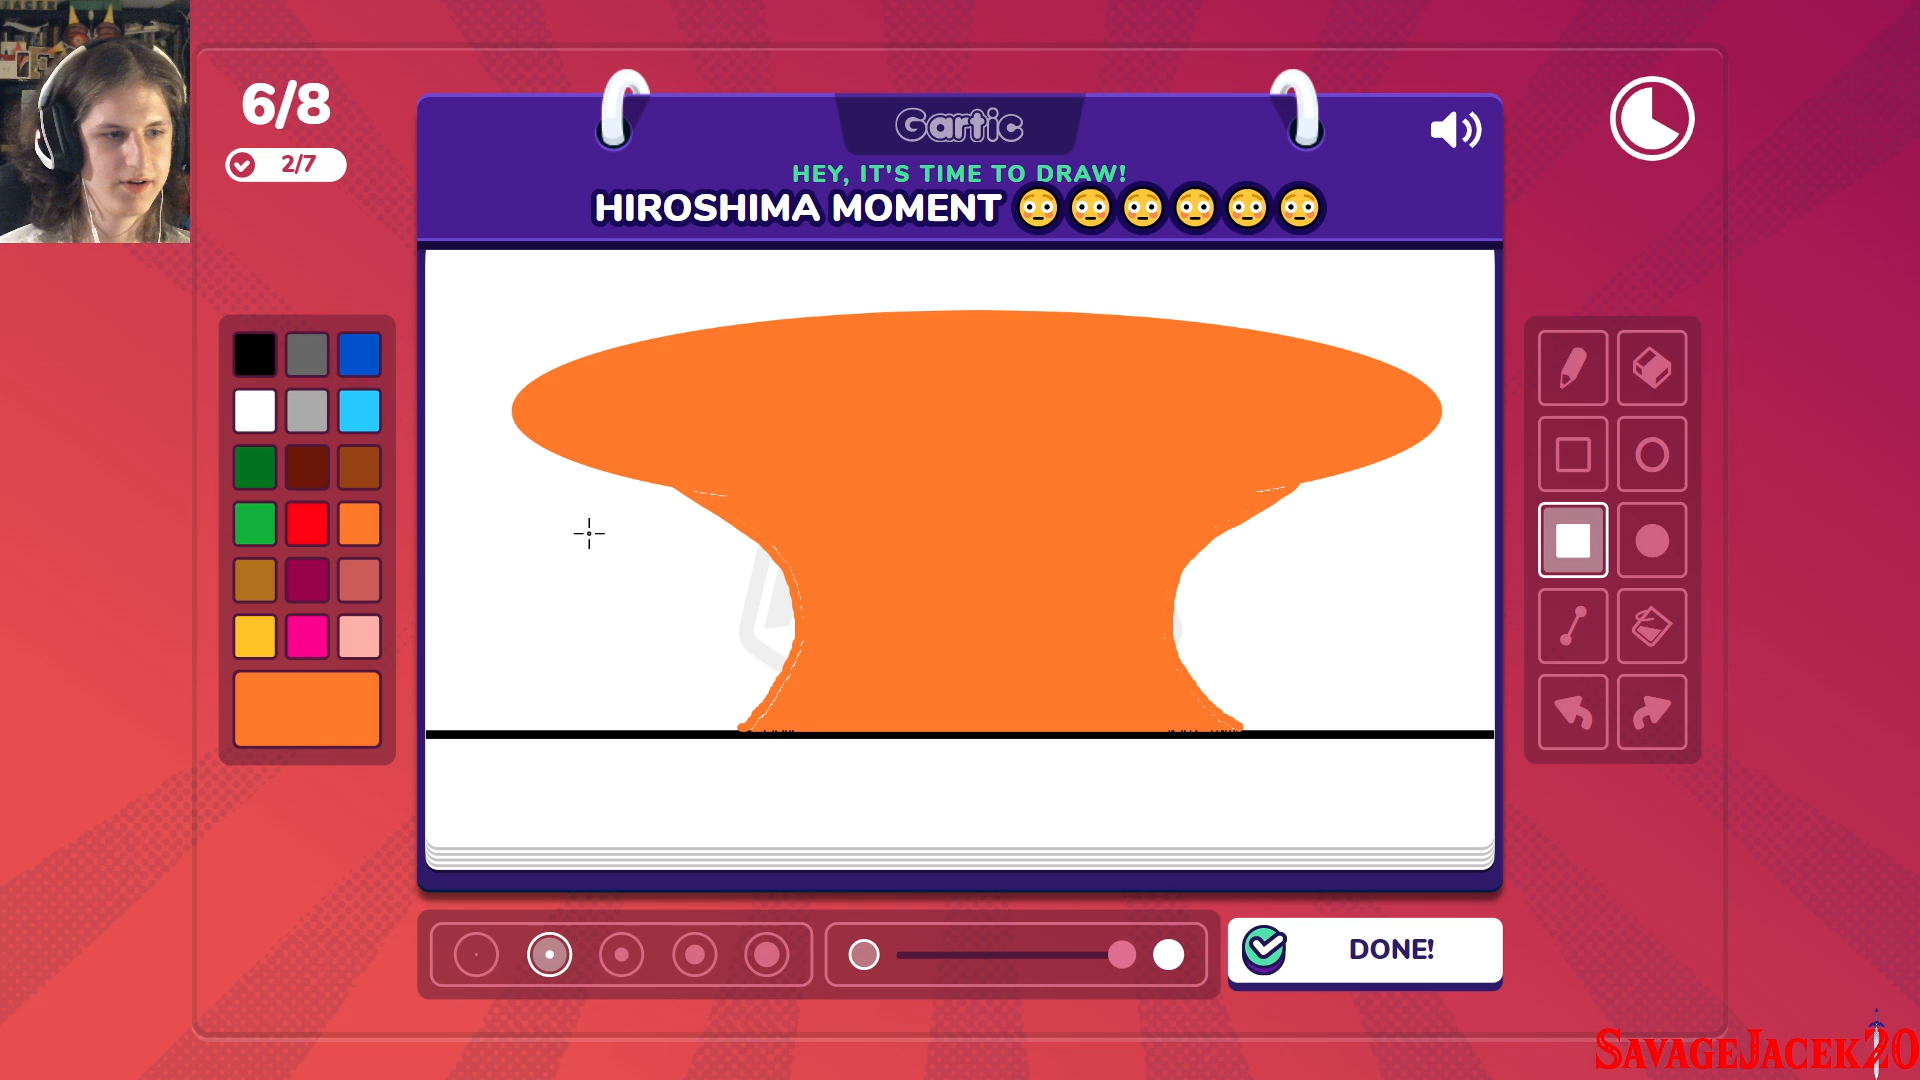 6/8
2/7
Gartic
HEY, IT'S TIME TO DRAW!
HIROSHIMA MOMENT 😳😳😳😳😳😳
DONE!
SAVAGEJACEK20